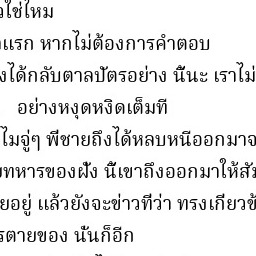 วใช่ไหม
แรก หากไม่ต้องการคำตอบ
งได้กลับตาลปัตรอย่าง นี้นะ เราไม่
อย่างหงุดหงิดเต็มที
ไมจู่ๆ พี่ชายถึงได้หลบหนีออกมาจ
ทหารของฝั่ง นี้เขาถึงออกมาให้สัม
ยอยู่ แล้วยังจะข่าวที่ว่า ทรงเกี่ยวข้
รตายของ นั่นก็อีก